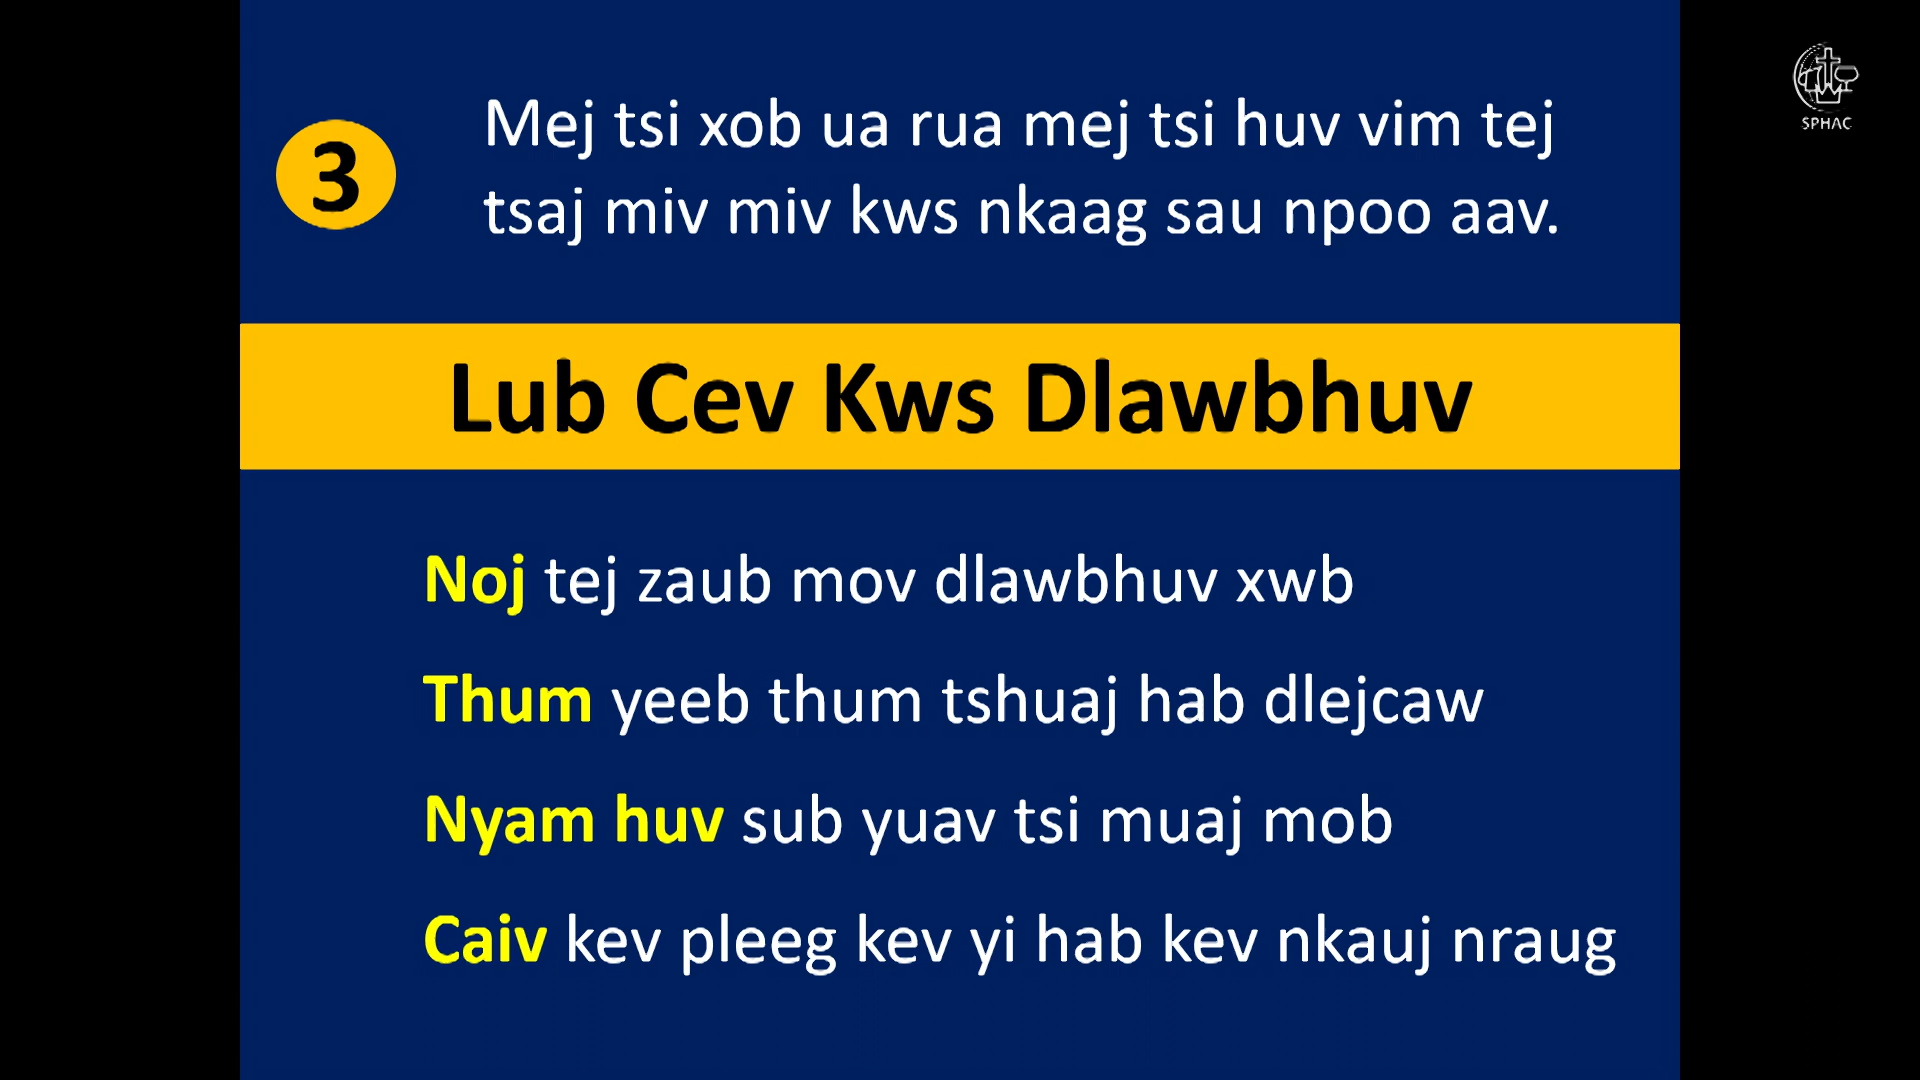 3
Mej tsi xob ua rua mej tsi huv vim tej
tsaj miv miv kws nkaag sau npoo aav.
SPHAC
Lub Cev Kws Dlawbhuv
Noj tej zaub mov dlawbhuv xwb
Thum yeeb thum tshuaj hab dlejcaw
Nyam huv sub yuav tsi muaj mob
Caiv kev pleeg kev yi hab kev nkauj nraug